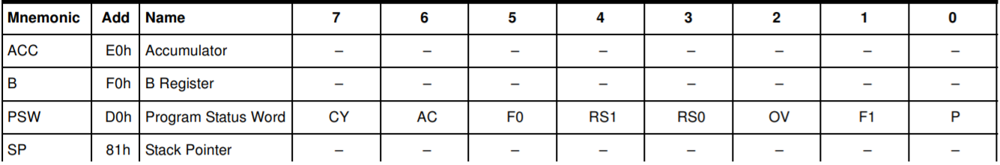 Mnemonic Add Name 7 6 5 4 3 2 1 0
ACC E0h Accumulator – – – – – – – –
B F0h B Register – – – – – – – –
PSW D0h Program Status Word CY AC F0 RS1 RS0 OV F1 P
SP 81h Stack Pointer – – – – – – – –